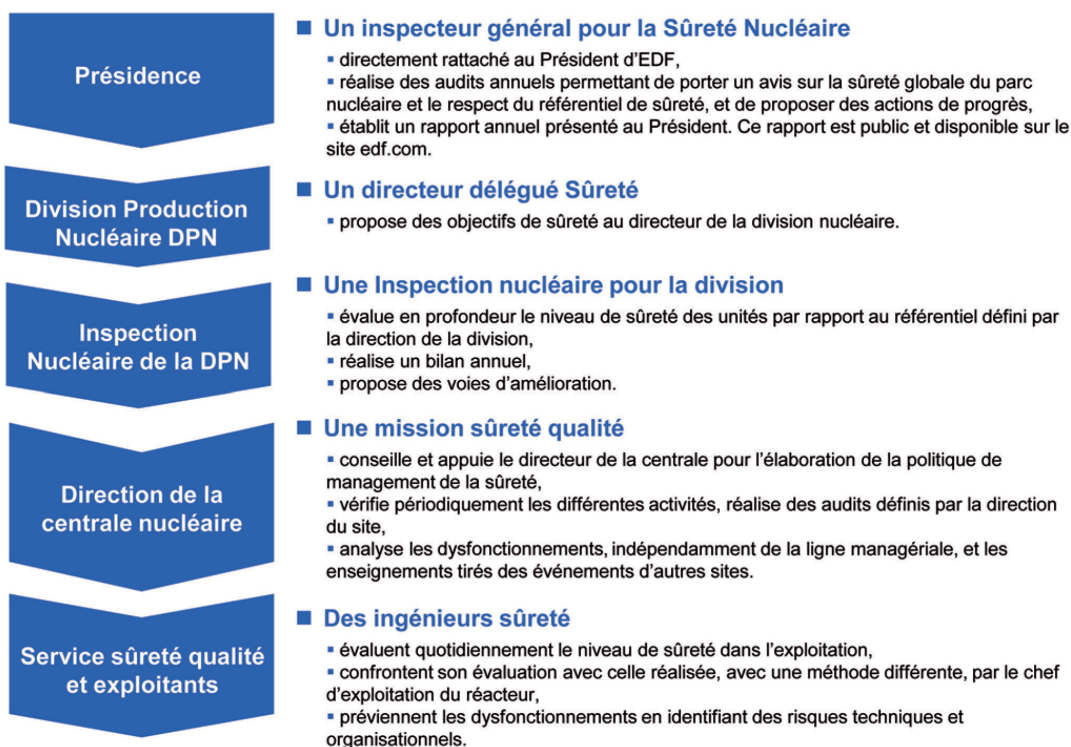 Présidence
■ Un inspecteur général pour la Sûreté Nucléaire
▪ directement rattaché au Président d'EDF,
▪ réalise des audits annuels permettant de porter un avis sur la sûreté globale du parc
nucléaire et le respect du référentiel de sûreté, et de proposer des actions de progrès,
▪ établit un rapport annuel présenté au Président. Ce rapport est public et disponible sur le
site edf.com.
Division Production
Nucléaire DPN
■ Un directeur délégué Sûreté
▪ propose des objectifs de sûreté au directeur de la division nucléaire.
Inspection
Nucléaire de la DPN
■ Une Inspection nucléaire pour la division
▪ évalue en profondeur le niveau de sûreté des unités par rapport au référentiel défini par
la direction de la division,
▪ réalise un bilan annuel,
▪ propose des voies d'amélioration.
Direction de la
centrale nucléaire
■ Une mission sûreté qualité
▪ conseille et appuie le directeur de la centrale pour l'élaboration de la politique de
management de la sûreté,
▪ vérifie périodiquement les différentes activités, réalise des audits définis par la direction
du site,
▪ analyse les dysfonctionnements, indépendamment de la ligne managériale, et les
enseignements tirés des événements d'autres sites.
Service sûreté qualité
et exploitants
■ Des ingénieurs sûreté
▪ évaluent quotidiennement le niveau de sûreté dans l'exploitation,
▪ confrontent son évaluation avec celle réalisée, avec une méthode différente, par le chef
d'exploitation du réacteur,
▪ préviennent les dysfonctionnements en identifiant des risques techniques et
organisationnels.